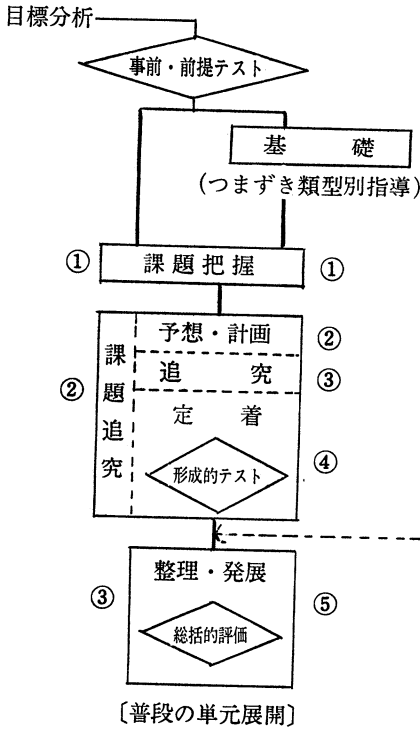 目標分析
事前・前提テスト
基　礎
(つまずき類型別指導)
① 課題把握 ①
予想・計画 ②
追　究 ③
② 課題追究
定　着
形成的テスト ④
整理・発展
③ ⑤
総括的評価
〔普段の単元展開〕